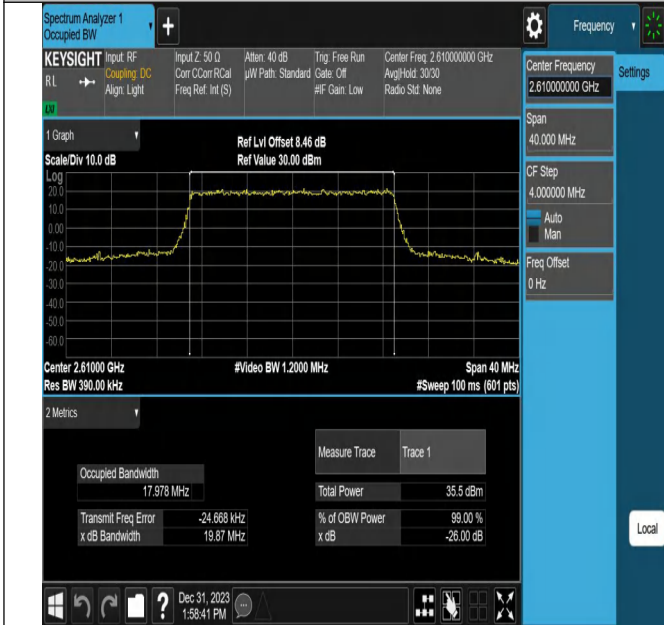 Spectrum Analyzer 1
Occupied BW
Frequency
KEYSIGHT
RL
LXI
Input: RF
Coupling: DC
Align: Light
Input Z: 50 Ω
Corr CCorr RCal
Freq Ref: Int (S)
Atten: 40 dB
µW Path: Standard
Trig: Free Run
Gate: Off
#IF Gain: Low
Center Freq: 2.610000000 GHz
Avg|Hold: 30/30
Radio Std: None
Center Frequency
2.610000000 GHz
Settings
Span
40.000 MHz
CF Step
4.000000 MHz
Auto
Man
Freq Offset
0 Hz
Local
1 Graph
Scale/Div 10.0 dB
Ref Lvl Offset 8.46 dB
Ref Value 30.00 dBm
Log
20.0
10.0
0.00
-10.0
-20.0
-30.0
-40.0
-50.0
-60.0
Center 2.61000 GHz
Res BW 390.00 kHz
#Video BW 1.2000 MHz
Span 40 MHz
#Sweep 100 ms (601 pts)
2 Metrics
Measure Trace
Trace 1
Occupied Bandwidth
17.978 MHz
Total Power
35.5 dBm
Transmit Freq Error
-24.668 kHz
% of OBW Power
99.00 %
x dB Bandwidth
19.87 MHz
x dB
-26.00 dB
?
Dec 31, 2023
1:58:41 PM